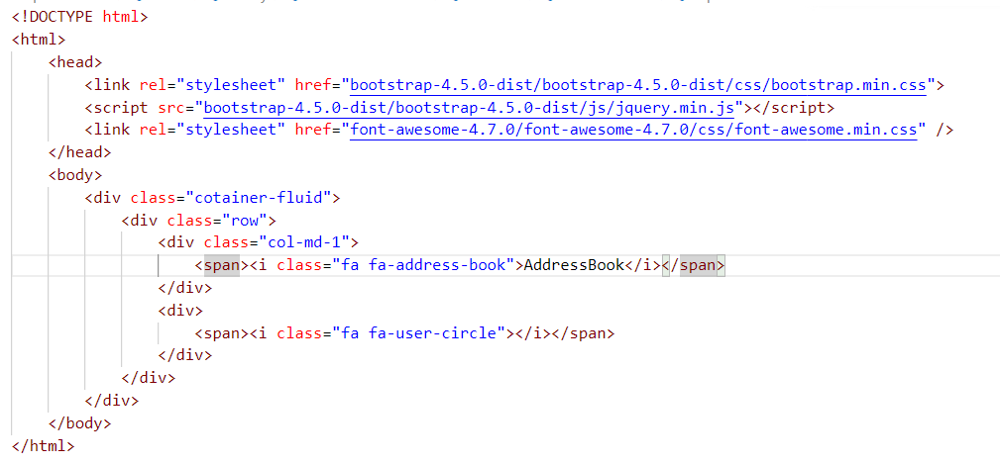 <!DOCTYPE html>
<html>
    <head>
        <link rel="stylesheet" href="bootstrap-4.5.0-dist/bootstrap-4.5.0-dist/css/bootstrap.min.css">
        <script src="bootstrap-4.5.0-dist/bootstrap-4.5.0-dist/js/jquery.min.js"></script>
        <link rel="stylesheet" href="font-awesome-4.7.0/font-awesome-4.7.0/css/font-awesome.min.css" />
    </head>
    <body>
        <div class="cotainer-fluid">
            <div class="row">
                <div class="col-md-1">
                    <span><i class="fa fa-address-book">AddressBook</i></span>
                </div>
                <div>
                    <span><i class="fa fa-user-circle"></i></span>
                </div>
            </div>
        </div>
    </body>
</html>